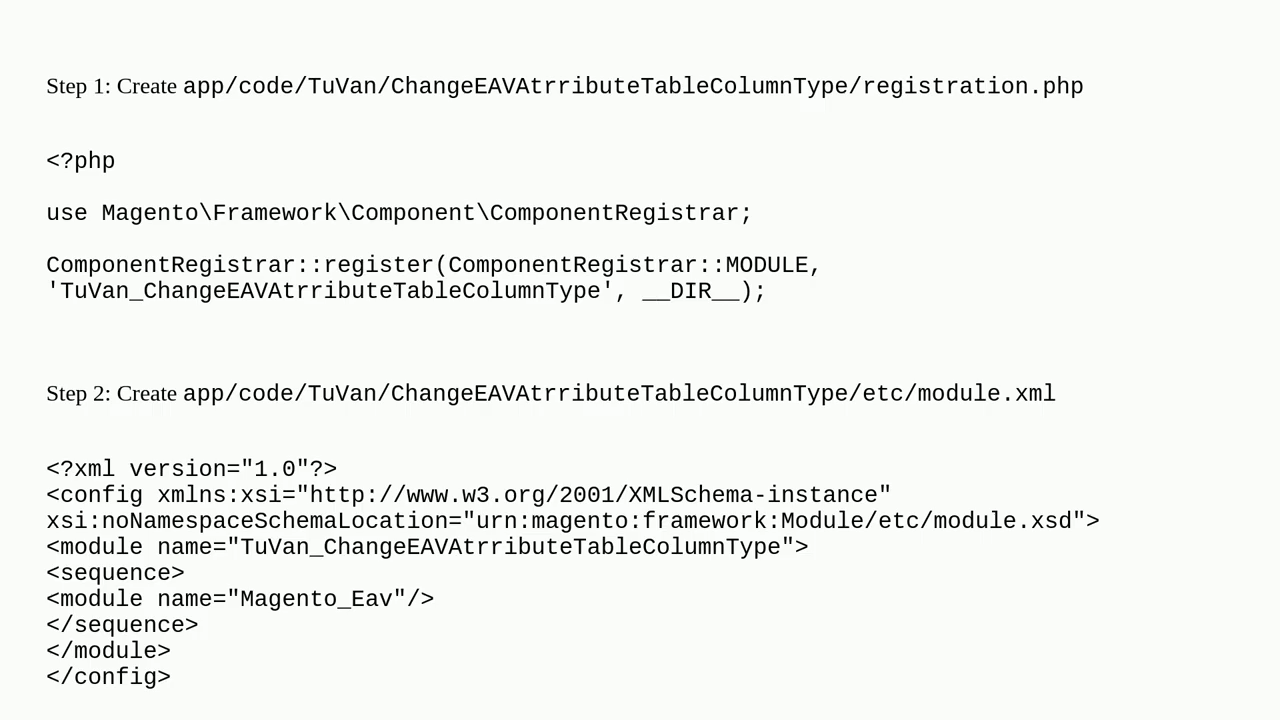 Step 1: Create app/code/TuVan/ChangeEAVAtrributeTableColumnType/registration.php
<?php
use Magento\Framework\Component\ComponentRegistrar;
ComponentRegistrar::register(ComponentRegistrar::MODULE,
'TuVan_ChangeEAVAtrributeTableColumnType', __DIR__);
Step 2: Create app/code/TuVan/ChangeEAVAtrributeTableColumnType/etc/module.xml
<?xml version="1.0"?>
<config xmlns:xsi="http://www.w3.org/2001/XMLSchema-instance"
xsi:noNamespaceSchemaLocation="urn:magento:framework:Module/etc/module.xsd">
<module name="TuVan_ChangeEAVAtrributeTableColumnType">
<sequence>
<module name="Magento_Eav"/>
</sequence>
</module>
</config>